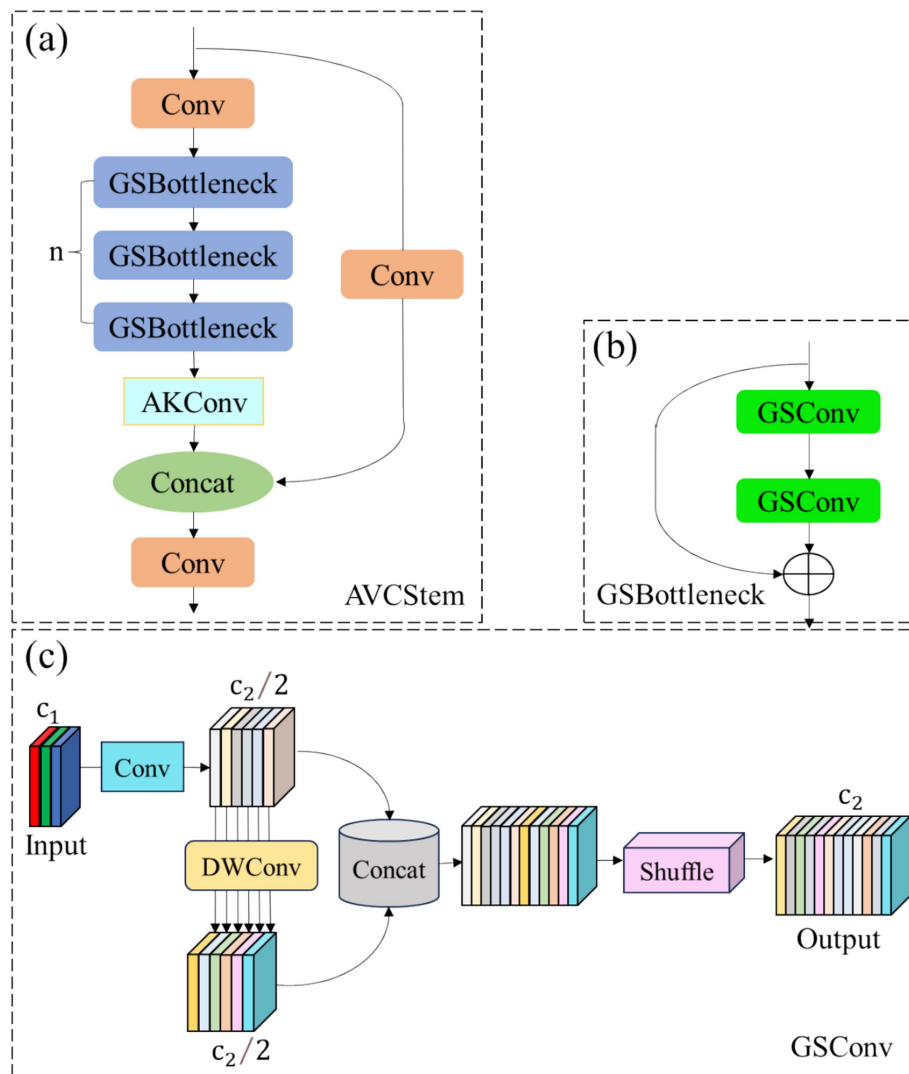 (a)
Conv
GSBottleneck
n
GSBottleneck
Conv
GSBottleneck
AKConv
Concat
Conv
AVCStem
(b)
GSConv
GSConv
GSBottleneck
(c)
c₂/2
c₁
Conv
Input
DWConv
Concat
Shuffle
c₂
Output
c₂/2
GSConv